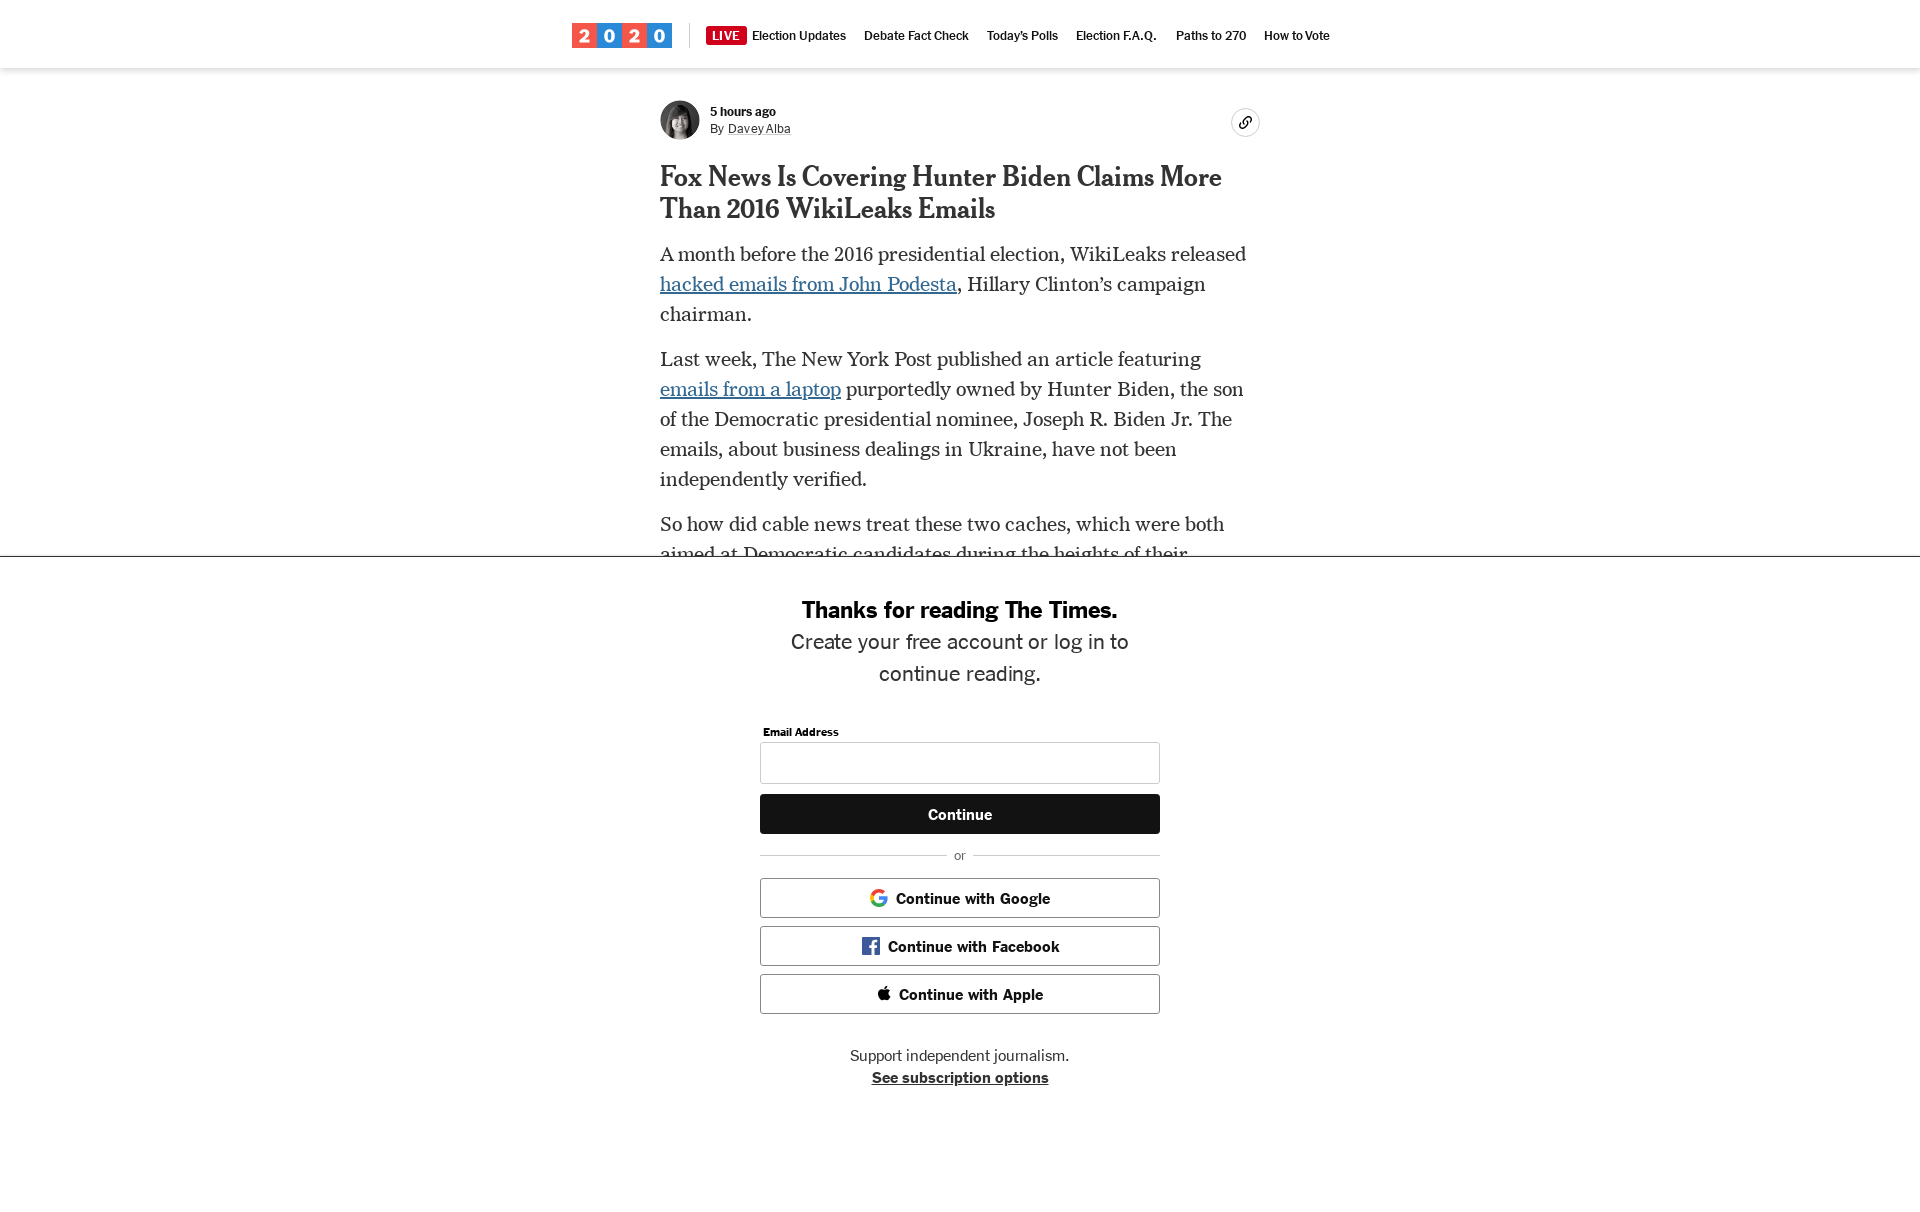 2020 LIVE Election Updates Debate Fact Check Today's Polls Election F.A.Q. Paths to 270 How to Vote
5 hours ago
By Davey Alba
Fox News Is Covering Hunter Biden Claims More
Than 2016 WikiLeaks Emails
A month before the 2016 presidential election, WikiLeaks released
hacked emails from John Podesta, Hillary Clinton’s campaign
chairman.
Last week, The New York Post published an article featuring
emails from a laptop purportedly owned by Hunter Biden, the son
of the Democratic presidential nominee, Joseph R. Biden Jr. The
emails, about business dealings in Ukraine, have not been
independently verified.
So how did cable news treat these two caches, which were both
aimed at Democratic candidates during the heights of their
Thanks for reading The Times.
Create your free account or log in to
continue reading.
Email Address
Continue
or
Continue with Google
Continue with Facebook
Continue with Apple
Support independent journalism.
See subscription options